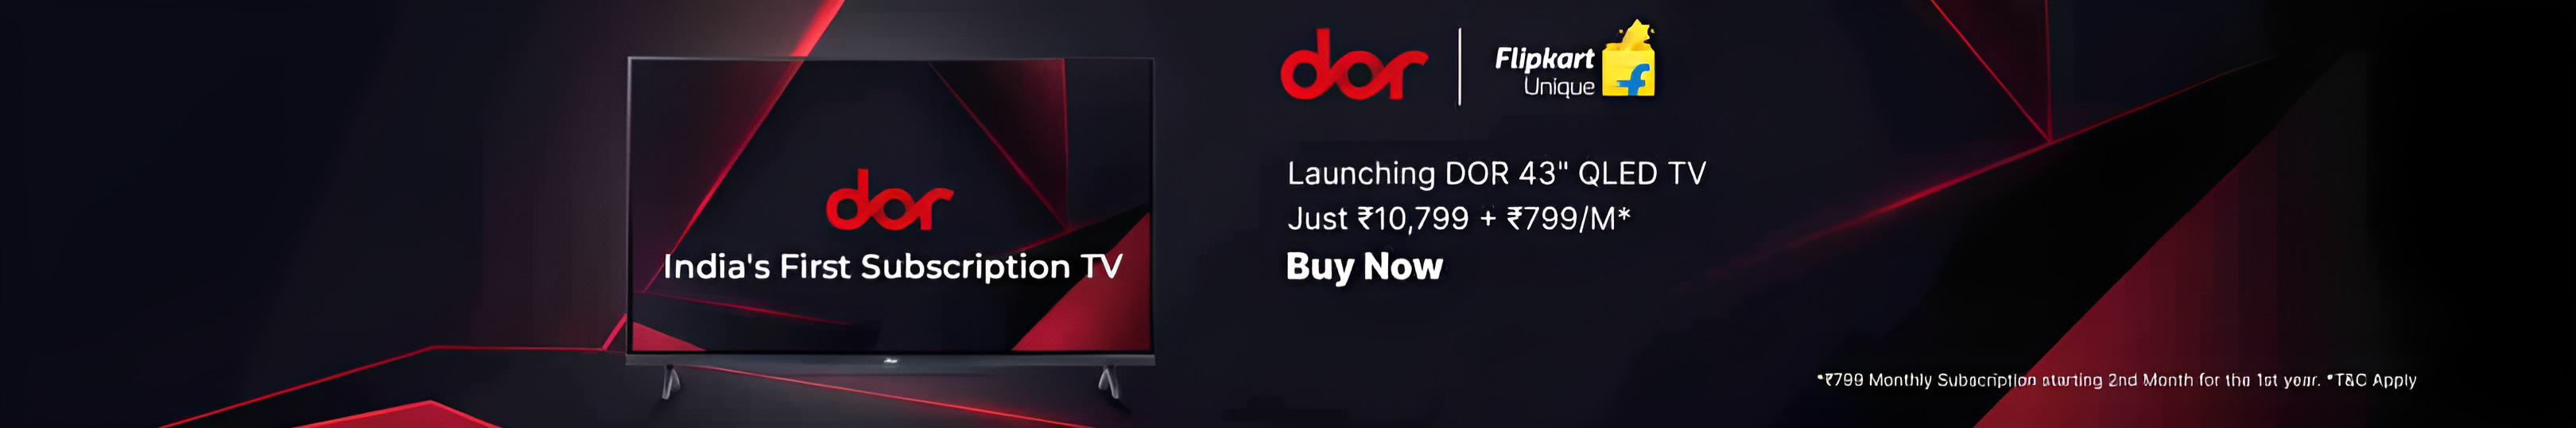 dor
India's First Subscription TV
dor
Flipkart
Unique
Launching DOR 43" QLED TV
Just ₹10,799 + ₹799/M*
Buy Now
*₹799 Monthly Subscription starting 2nd Month for the 1st year. *T&C Apply